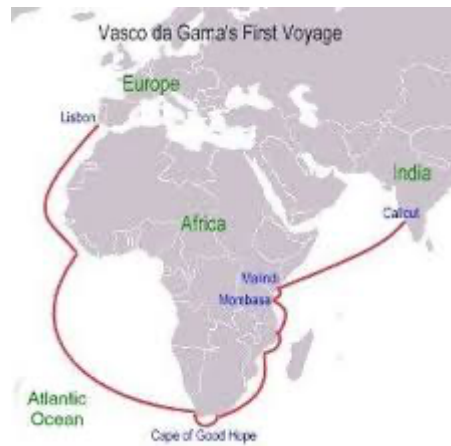 Vasco da Gama's First Voyage
Europe
Lisbon
India
Calicut
Africa
Malindi
Mombasa
Atlantic
Ocean
Cape of Good Hope